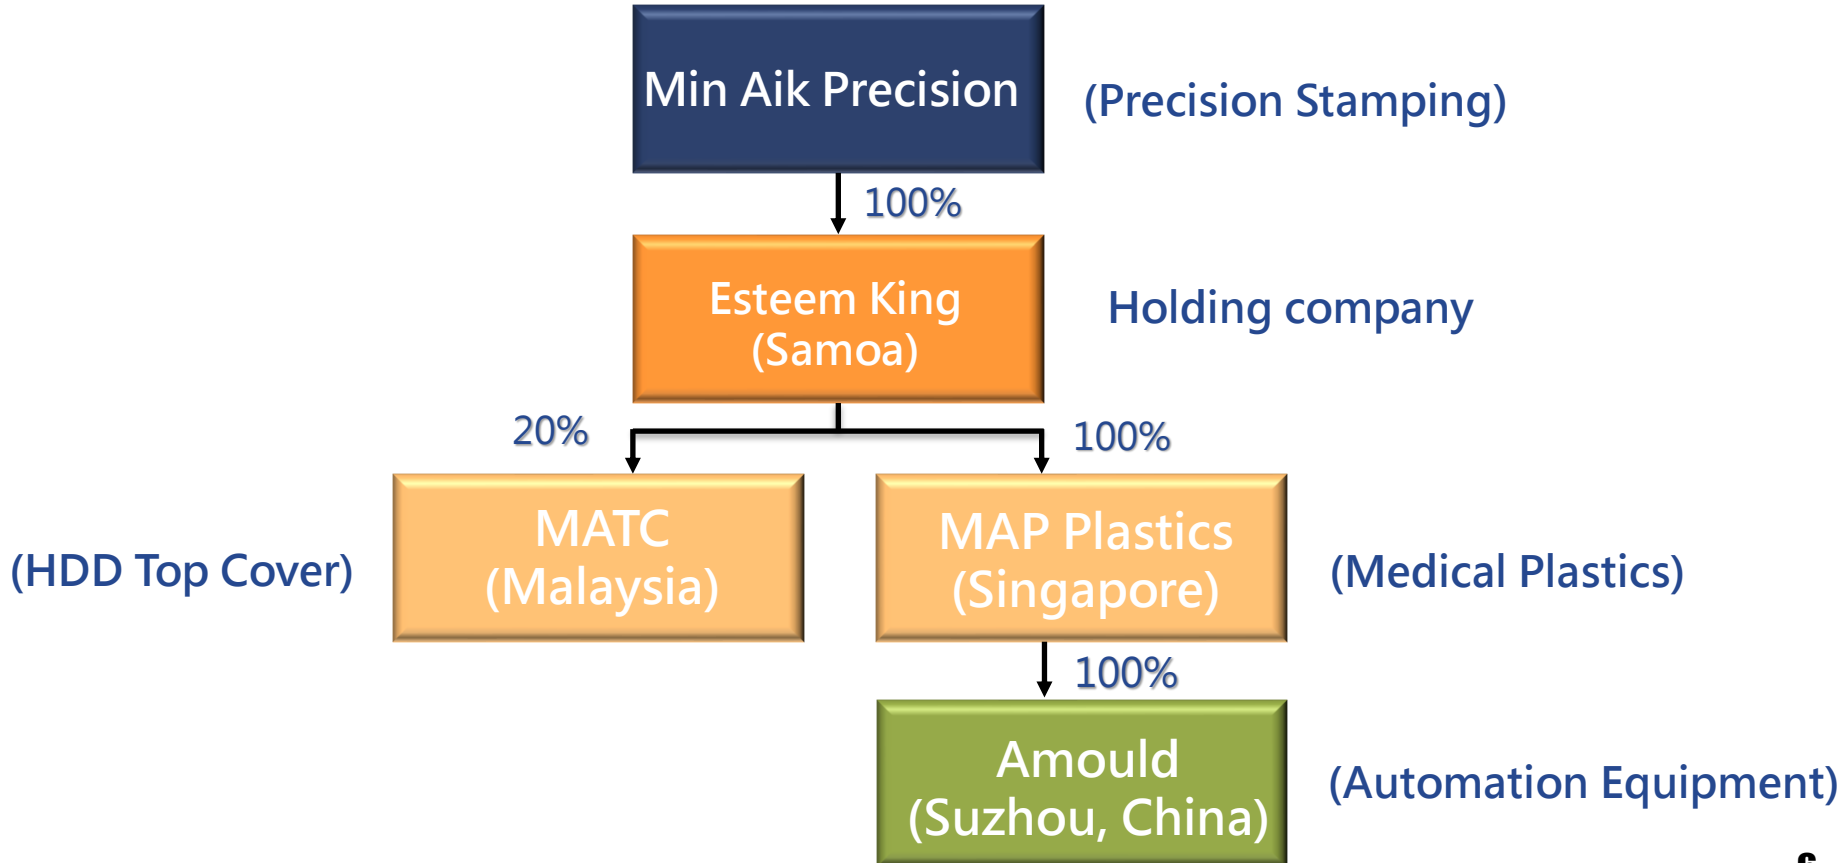 Min Aik Precision
(Precision Stamping)
100%
Esteem King
(Samoa)
Holding company
20%
100%
MATC
(Malaysia)
(HDD Top Cover)
MAP Plastics
(Singapore)
(Medical Plastics)
100%
Amould
(Suzhou, China)
(Automation Equipment)